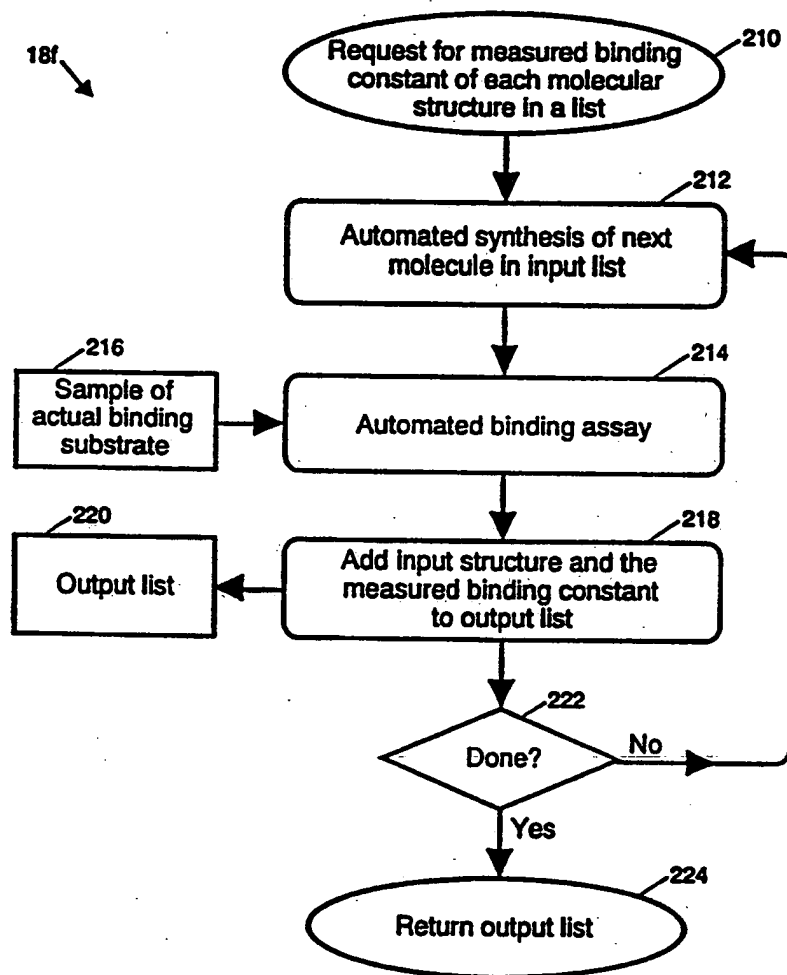 18f
210
Request for measured binding
constant of each molecular
structure in a list
212
Automated synthesis of next
molecule in input list
216
Sample of
actual binding
substrate
214
Automated binding assay
220
Output list
218
Add input structure and the
measured binding constant
to output list
222
Done?
No
Yes
224
Return output list